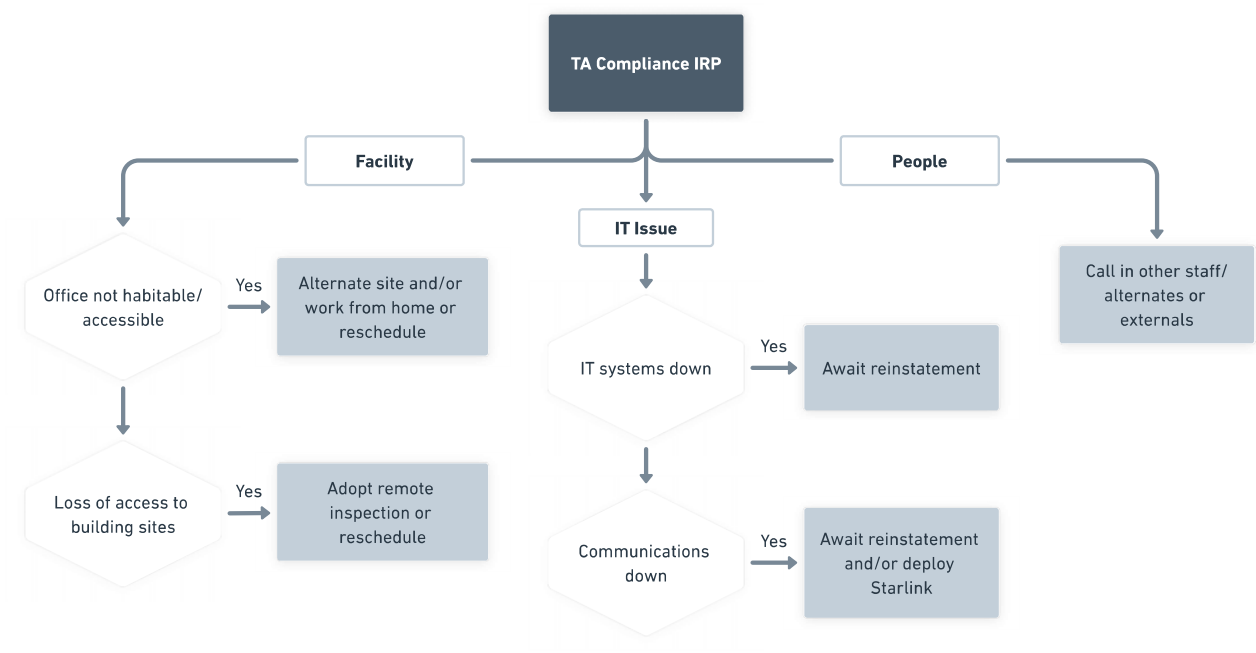 TA Compliance IRP
Facility
People
IT Issue
Office not habitable/
accessible
Yes
Alternate site and/or
work from home or
reschedule
Call in other staff/
alternates or
externals
IT systems down
Yes
Await reinstatement
Loss of access to
building sites
Yes
Adopt remote
inspection or
reschedule
Communications
down
Yes
Await reinstatement
and/or deploy
Starlink